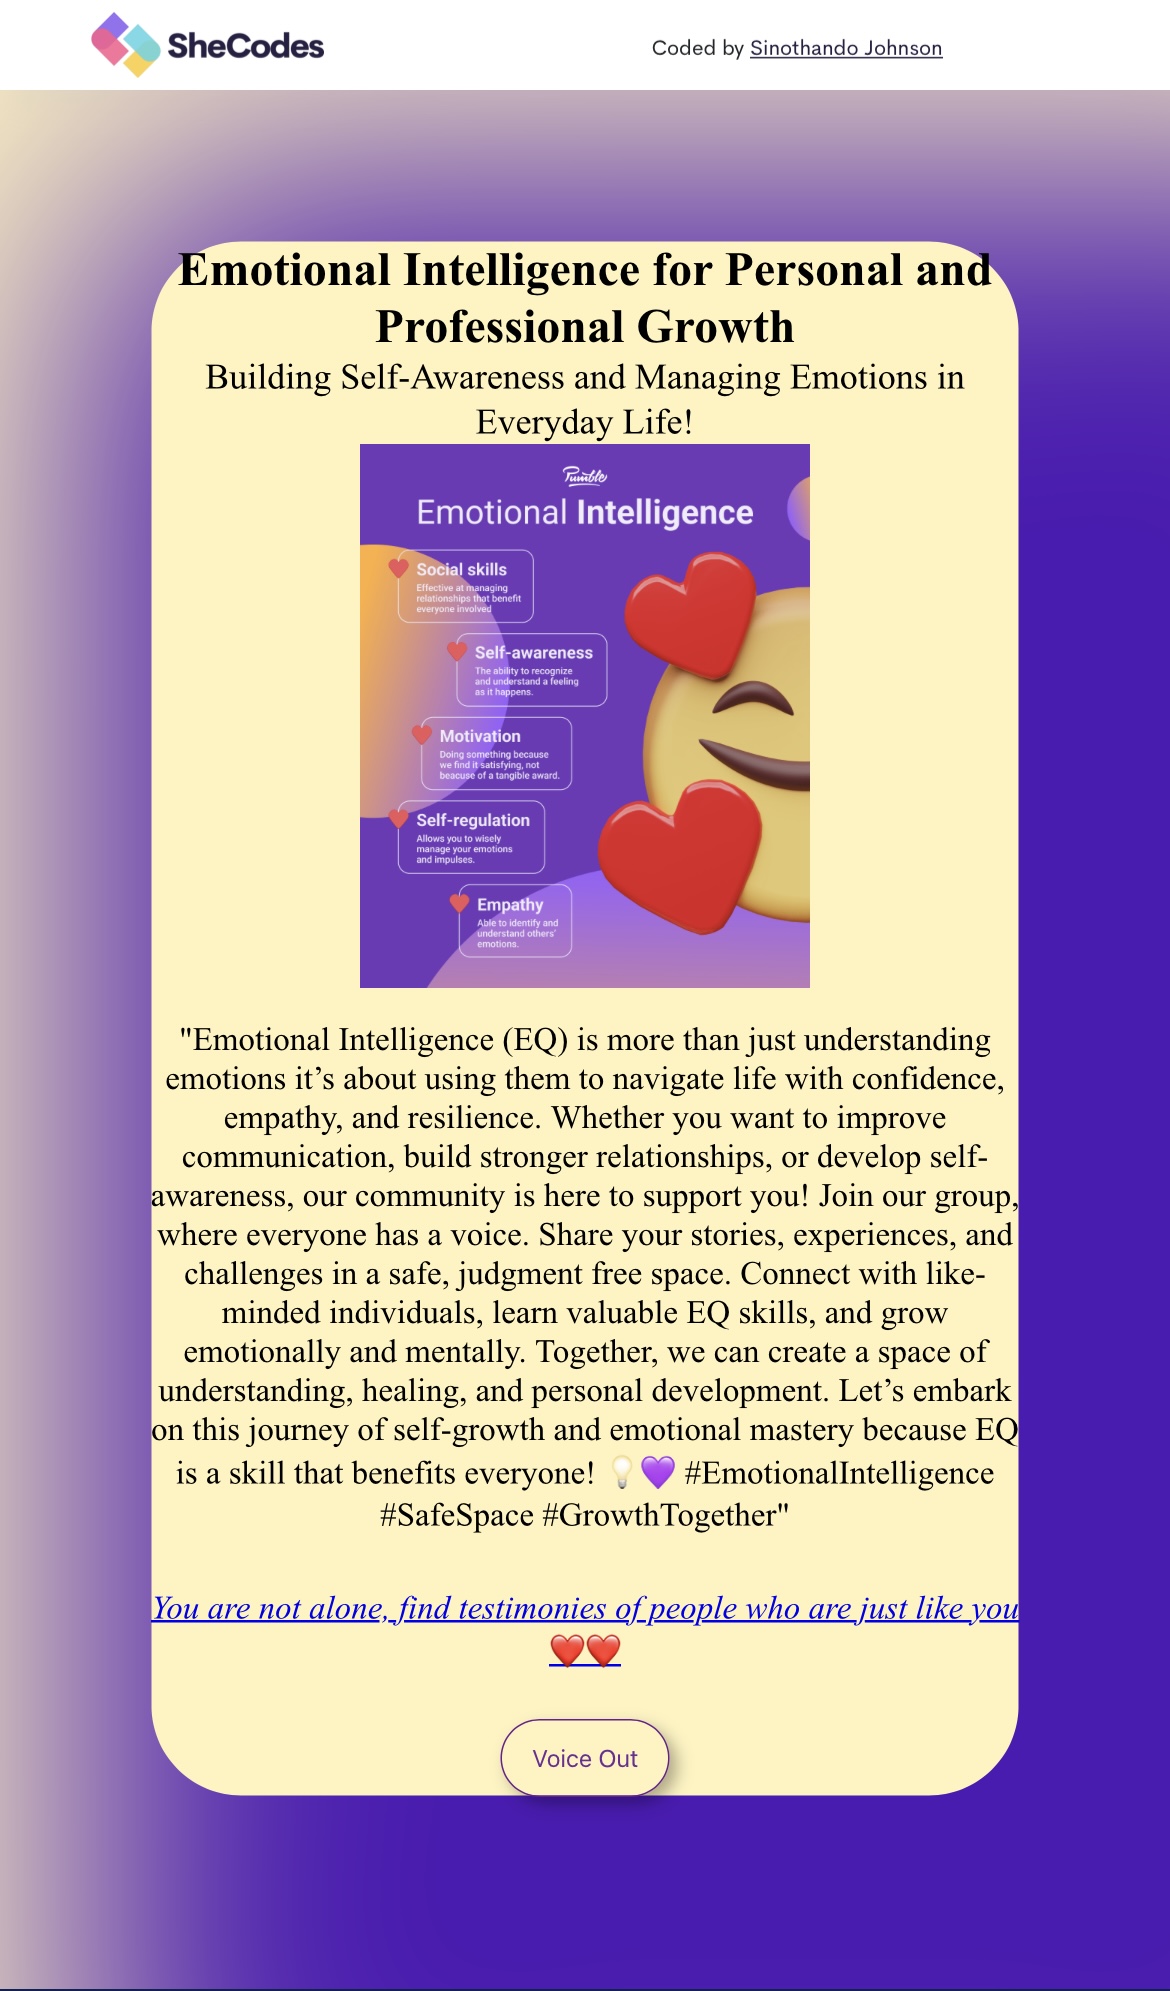 SheCodes
Coded by Sinothando Johnson
Emotional Intelligence for Personal and
Professional Growth
Building Self-Awareness and Managing Emotions in
Everyday Life!
Pumble
Emotional Intelligence
Social skills
Effective at managing
relationships that benefit
everyone involved
Self-awareness
The ability to recognize
and understand a feeling
as it happens.
Motivation
Doing something because
we find it satisfying, not
beacuse of a tangible award.
Self-regulation
Allows you to wisely
manage your emotions
and impulses.
Empathy
Able to identify and
understand others'
emotions.
"Emotional Intelligence (EQ) is more than just understanding
emotions it’s about using them to navigate life with confidence,
empathy, and resilience. Whether you want to improve
communication, build stronger relationships, or develop self-
awareness, our community is here to support you! Join our group,
where everyone has a voice. Share your stories, experiences, and
challenges in a safe, judgment free space. Connect with like-
minded individuals, learn valuable EQ skills, and grow
emotionally and mentally. Together, we can create a space of
understanding, healing, and personal development. Let’s embark
on this journey of self-growth and emotional mastery because EQ
is a skill that benefits everyone! 💡💜 #EmotionalIntelligence
#SafeSpace #GrowthTogether"
You are not alone, find testimonies of people who are just like you
❤️❤️
Voice Out